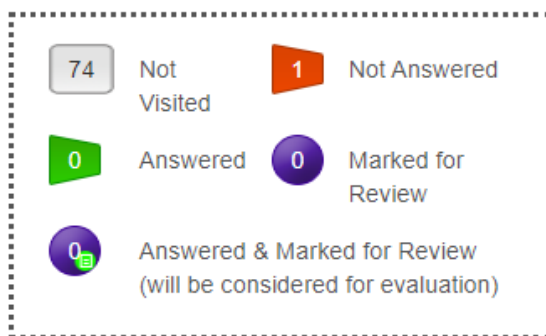 74 Not Visited
1 Not Answered
0 Answered
0 Marked for Review
0 Answered & Marked for Review
(will be considered for evaluation)